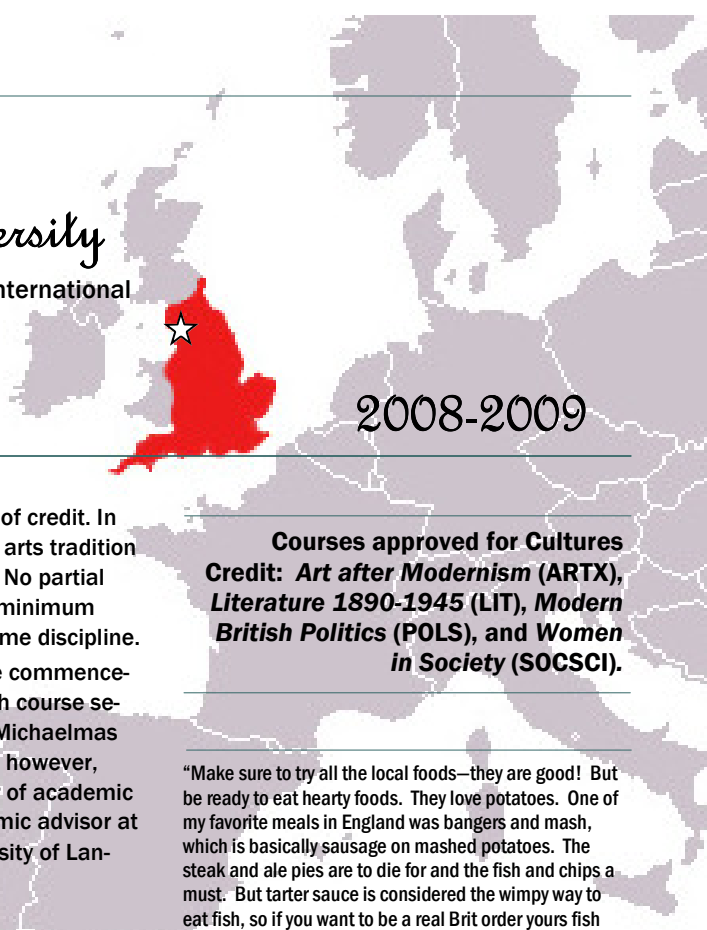 ersity
nternational
2008-2009
of credit. In
arts tradition
No partial
minimum
me discipline.
e commence-
h course se-
Michaelmas
however,
of academic
mic advisor at
sity of Lan-
Courses approved for Cultures
Credit: Art after Modernism (ARTX),
Literature 1890-1945 (LIT), Modern
British Politics (POLS), and Women
in Society (SOCSCI).
“Make sure to try all the local foods—they are good! But
be ready to eat hearty foods. They love potatoes. One of
my favorite meals in England was bangers and mash,
which is basically sausage on mashed potatoes. The
steak and ale pies are to die for and the fish and chips a
must. But tarter sauce is considered the wimpy way to
eat fish, so if you want to be a real Brit order yours fish